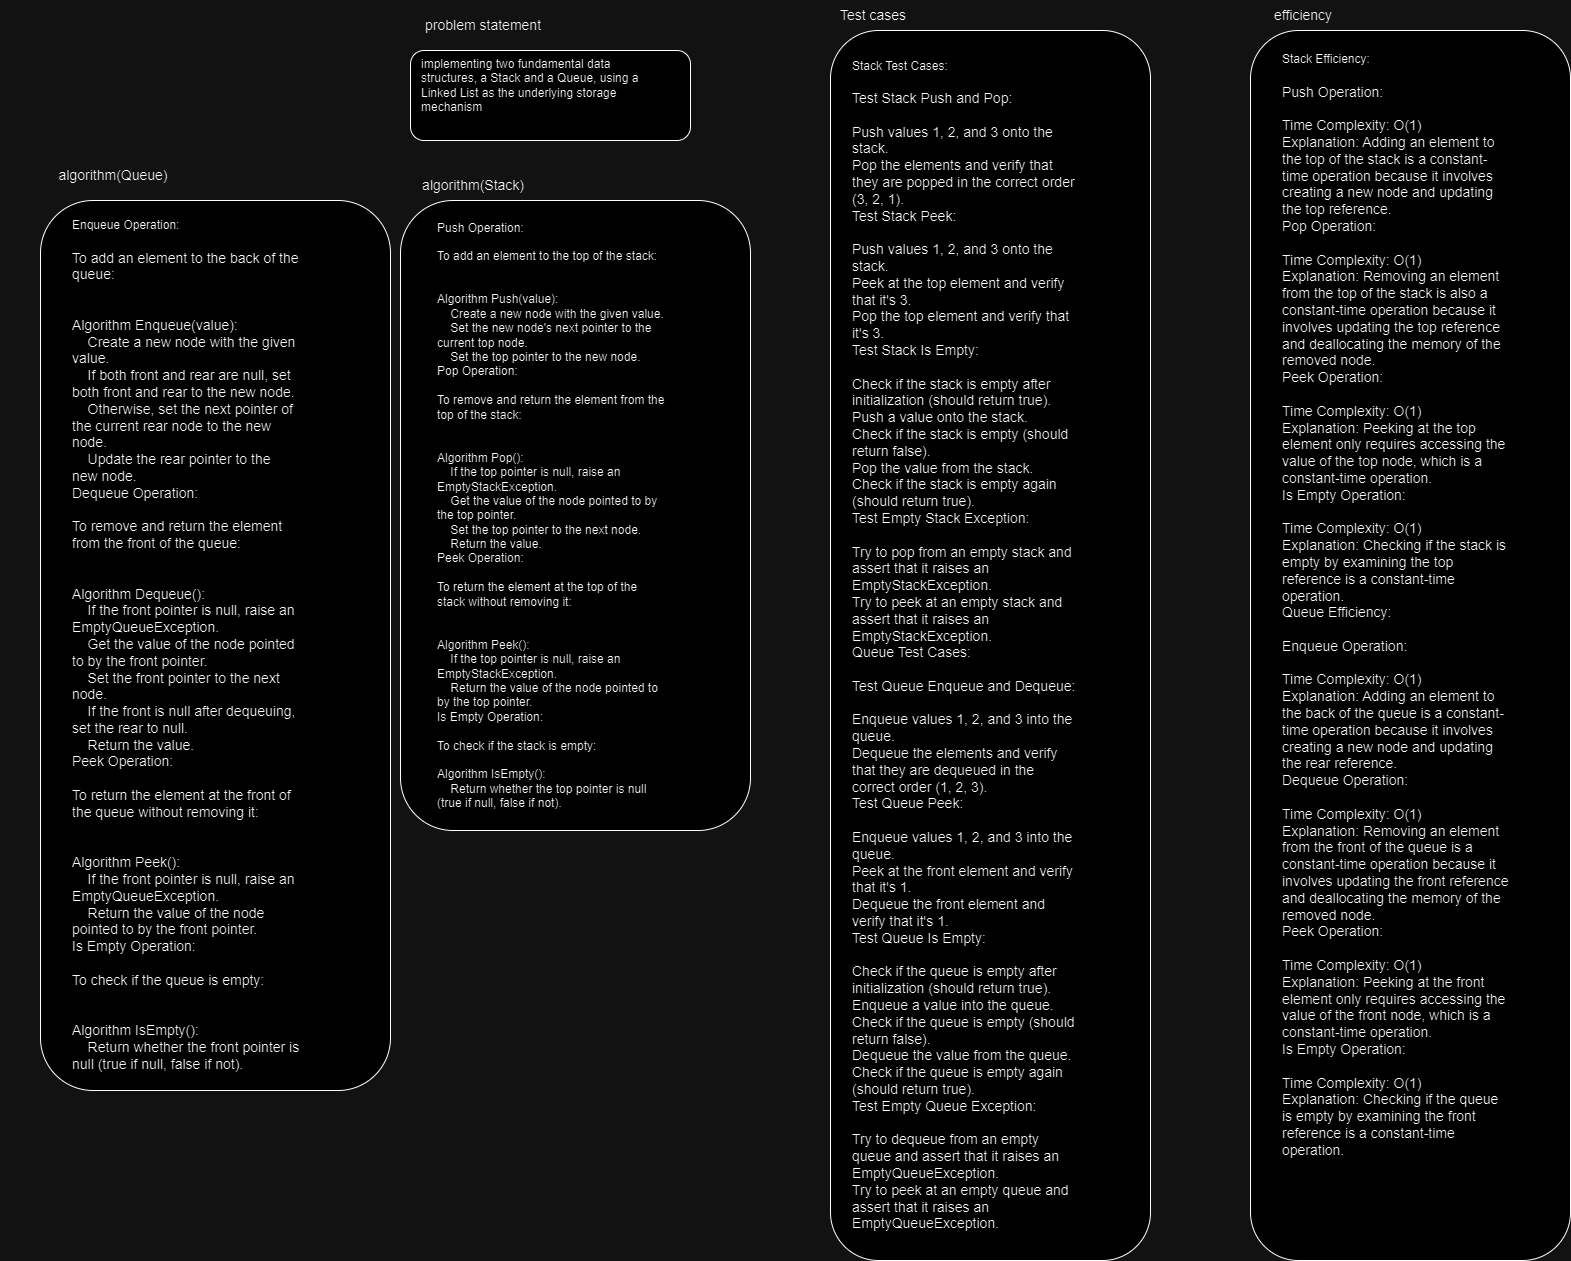 problem statement
implementing two fundamental data
structures, a Stack and a Queue, using a
Linked List as the underlying storage
mechanism
algorithm(Queue)
Enqueue Operation:
To add an element to the back of the
queue:
Algorithm Enqueue(value):
Create a new node with the given
value.
If both front and rear are null, set
both front and rear to the new node.
Otherwise, set the next pointer of
the current rear node to the new
node.
Update the rear pointer to the
new node.
Dequeue Operation:
To remove and return the element
from the front of the queue:
Algorithm Dequeue():
If the front pointer is null, raise an
EmptyQueueException.
Get the value of the node pointed
to by the front pointer.
Set the front pointer to the next
node.
If the front is null after dequeuing,
set the rear to null.
Return the value.
Peek Operation:
To return the element at the front of
the queue without removing it:
Algorithm Peek():
If the front pointer is null, raise an
EmptyQueueException.
Return the value of the node
pointed to by the front pointer.
Is Empty Operation:
To check if the queue is empty:
Algorithm IsEmpty():
Return whether the front pointer is
null (true if null, false if not).
algorithm(Stack)
Push Operation:
To add an element to the top of the stack:
Algorithm Push(value):
Create a new node with the given value.
Set the new node's next pointer to the
current top node.
Set the top pointer to the new node.
Pop Operation:
To remove and return the element from the
top of the stack:
Algorithm Pop():
If the top pointer is null, raise an
EmptyStackException.
Get the value of the node pointed to by
the top pointer.
Set the top pointer to the next node.
Return the value.
Peek Operation:
To return the element at the top of the
stack without removing it:
Algorithm Peek():
If the top pointer is null, raise an
EmptyStackException.
Return the value of the node pointed to
by the top pointer.
Is Empty Operation:
To check if the stack is empty:
Algorithm IsEmpty():
Return whether the top pointer is null
(true if null, false if not).
Test cases
Stack Test Cases:
Test Stack Push and Pop:
Push values 1, 2, and 3 onto the
stack.
Pop the elements and verify that
they are popped in the correct order
(3, 2, 1).
Test Stack Peek:
Push values 1, 2, and 3 onto the
stack.
Peek at the top element and verify
that it's 3.
Pop the top element and verify that
it's 3.
Test Stack Is Empty:
Check if the stack is empty after
initialization (should return true).
Push a value onto the stack.
Check if the stack is empty (should
return false).
Pop the value from the stack.
Check if the stack is empty again
(should return true).
Test Empty Stack Exception:
Try to pop from an empty stack and
assert that it raises an
EmptyStackException.
Try to peek at an empty stack and
assert that it raises an
EmptyStackException.
Queue Test Cases:
Test Queue Enqueue and Dequeue:
Enqueue values 1, 2, and 3 into the
queue.
Dequeue the elements and verify
that they are dequeued in the
correct order (1, 2, 3).
Test Queue Peek:
Enqueue values 1, 2, and 3 into the
queue.
Peek at the front element and verify
that it's 1.
Dequeue the front element and
verify that it's 1.
Test Queue Is Empty:
Check if the queue is empty after
initialization (should return true).
Enqueue a value into the queue.
Check if the queue is empty (should
return false).
Dequeue the value from the queue.
Check if the queue is empty again
(should return true).
Test Empty Queue Exception:
Try to dequeue from an empty
queue and assert that it raises an
EmptyQueueException.
Try to peek at an empty queue and
assert that it raises an
EmptyQueueException.
efficiency
Stack Efficiency:
Push Operation:
Time Complexity: O(1)
Explanation: Adding an element to
the top of the stack is a constant-
time operation because it involves
creating a new node and updating
the top reference.
Pop Operation:
Time Complexity: O(1)
Explanation: Removing an element
from the top of the stack is also a
constant-time operation because it
involves updating the top reference
and deallocating the memory of the
removed node.
Peek Operation:
Time Complexity: O(1)
Explanation: Peeking at the top
element only requires accessing the
value of the top node, which is a
constant-time operation.
Is Empty Operation:
Time Complexity: O(1)
Explanation: Checking if the stack is
empty by examining the top
reference is a constant-time
operation.
Queue Efficiency:
Enqueue Operation:
Time Complexity: O(1)
Explanation: Adding an element to
the back of the queue is a constant-
time operation because it involves
creating a new node and updating
the rear reference.
Dequeue Operation:
Time Complexity: O(1)
Explanation: Removing an element
from the front of the queue is a
constant-time operation because it
involves updating the front reference
and deallocating the memory of the
removed node.
Peek Operation:
Time Complexity: O(1)
Explanation: Peeking at the front
element only requires accessing the
value of the front node, which is a
constant-time operation.
Is Empty Operation:
Time Complexity: O(1)
Explanation: Checking if the queue
is empty by examining the front
reference is a constant-time
operation.